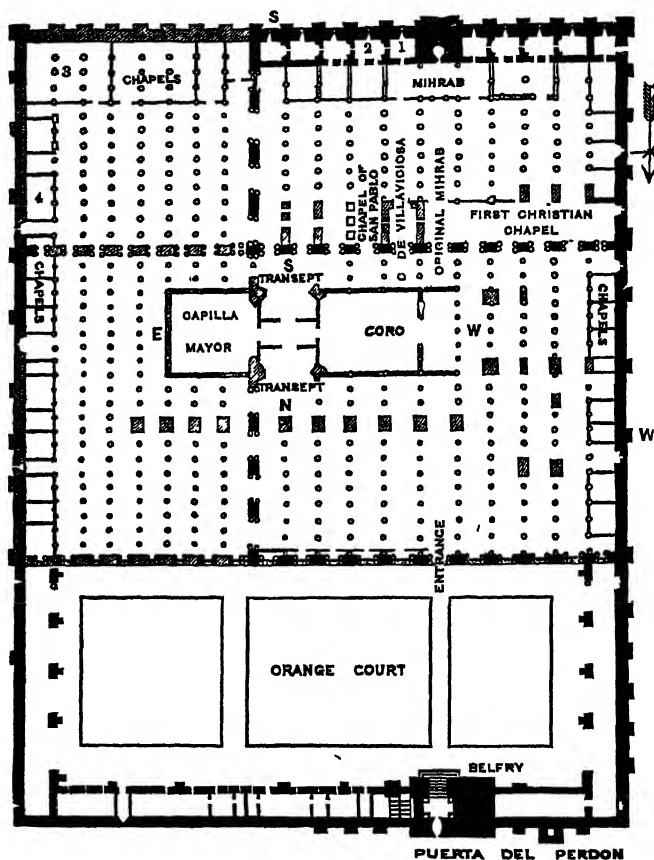 S
2 1
3
CHAPELS
MIHRAB
4
CHAPEL OF
SAN PABLO
C DE VILLAVICIOSA
ORIGINAL MIHRAB
FIRST CHRISTIAN
CHAPEL
S
TRANSEPT
CHAPELS
E
CAPILLA
MAYOR
CORO
W
CHAPELS
TRANSEPT
N
W
ENTRANCE
ORANGE COURT
BELFRY
PUERTA DEL PERDON